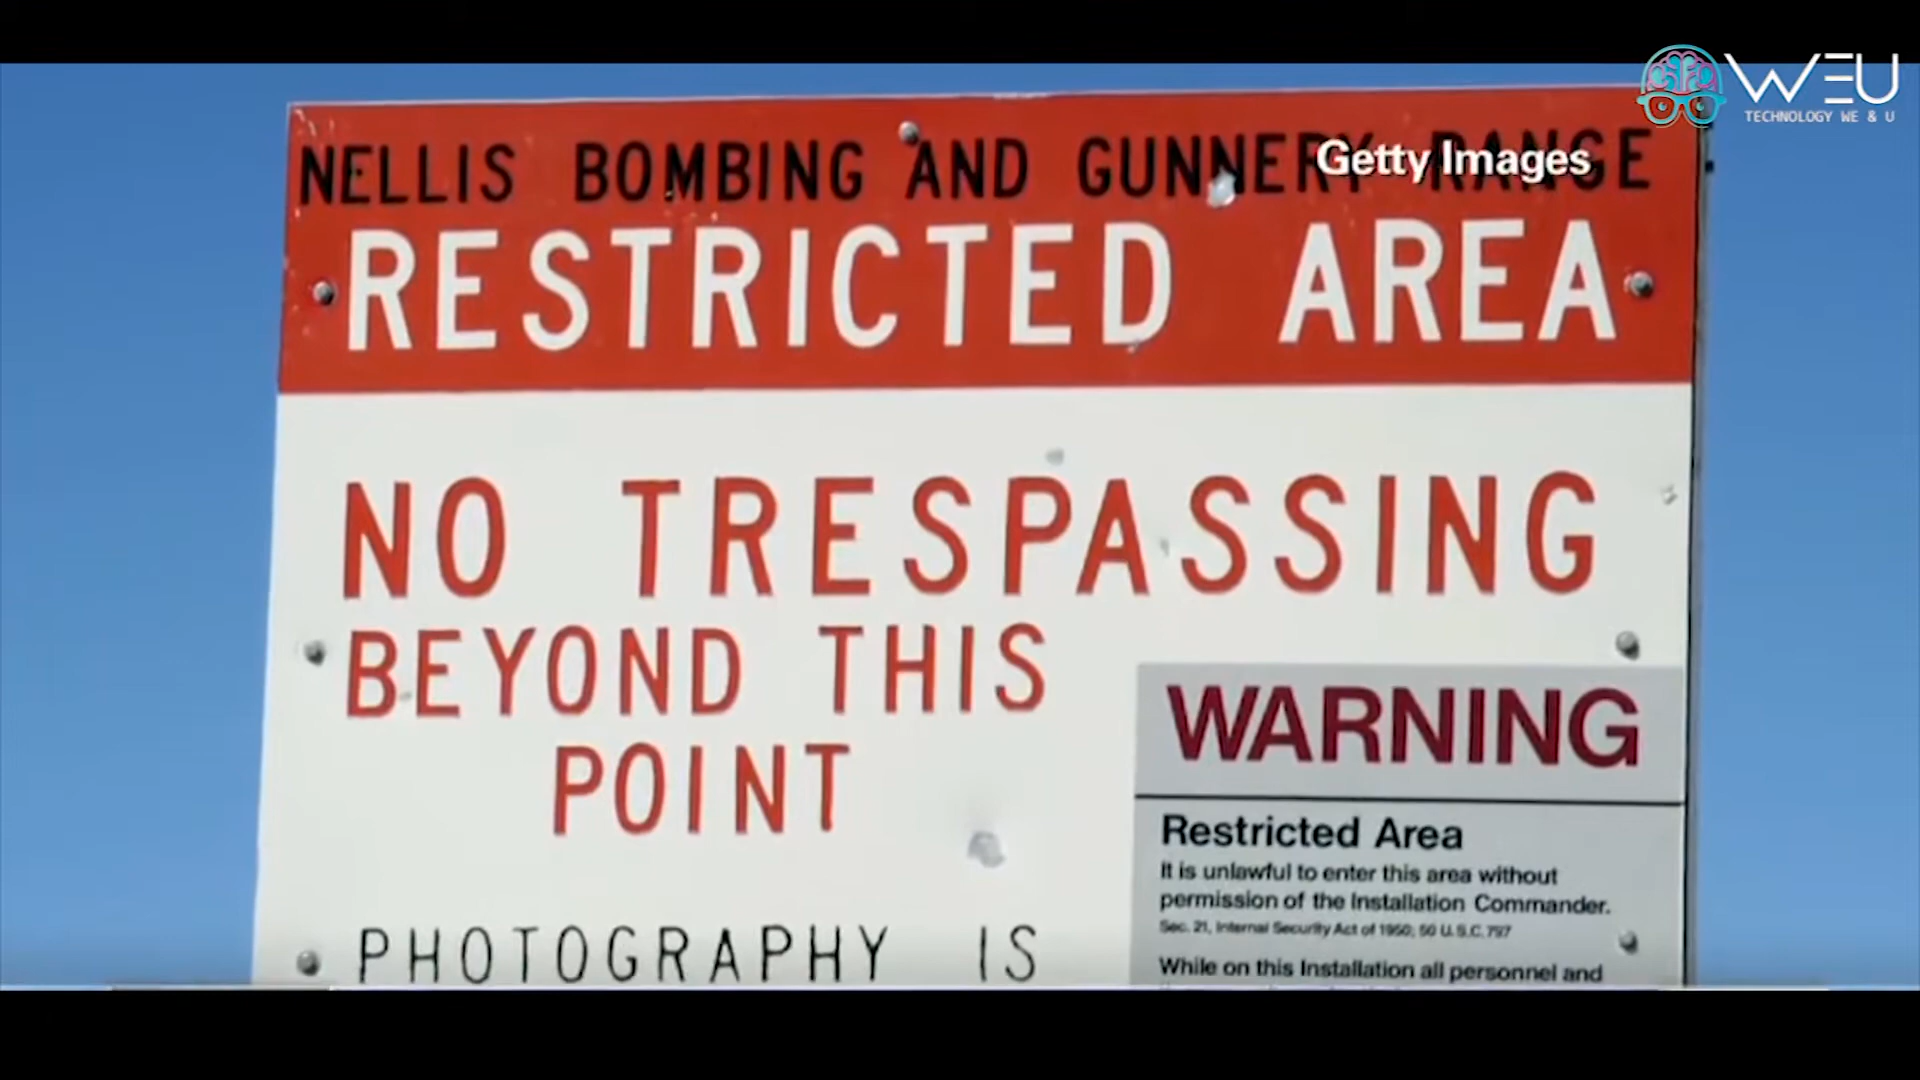 WEU
TECHNOLOGY WE & U
Getty Images
NELLIS BOMBING AND GUNNERY RANGE
RESTRICTED AREA
NO TRESPASSING
BEYOND THIS
POINT
PHOTOGRAPHY IS
WARNING
Restricted Area
It is unlawful to enter this area without
permission of the Installation Commander.
Sec. 21, Internal Security Act of 1950; 50 U.S.C. 797
While on this Installation all personnel and